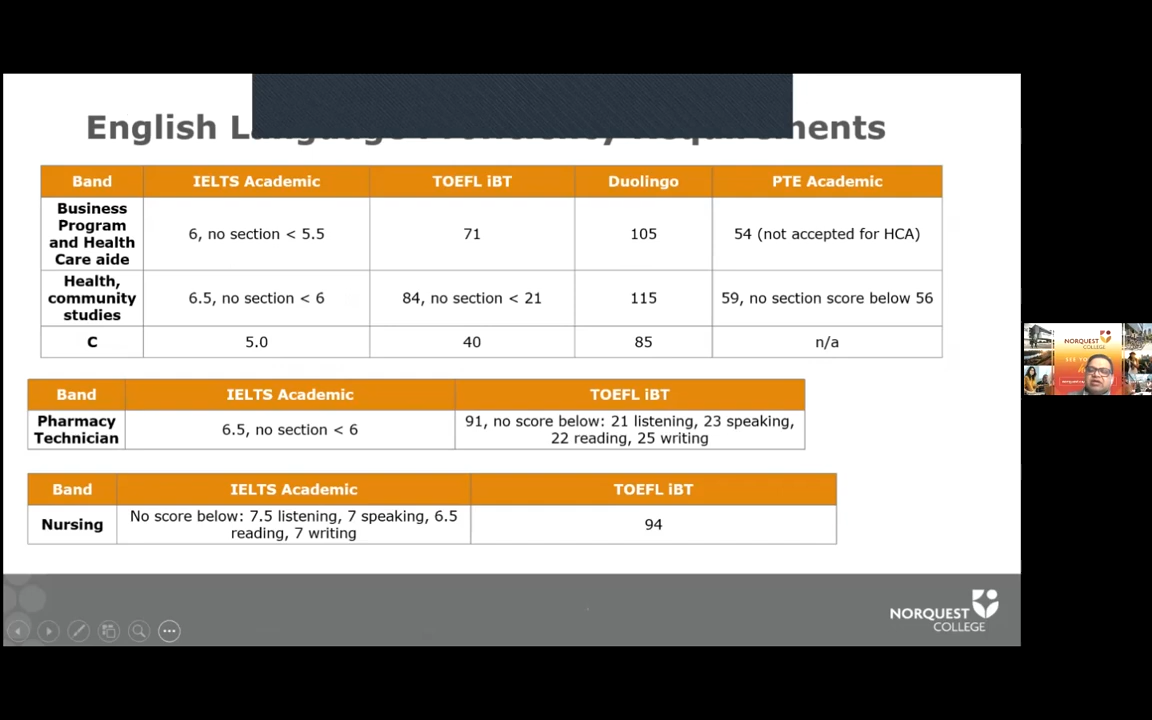 English L ments
Band IELTS Academic TOEFL iBT Duolingo PTE Academic
Business
Program
and Health
Care aide
6, no section < 5.5 71 105 54 (not accepted for HCA)
Health,
community
studies
6.5, no section < 6 84, no section < 21 115 59, no section score below 56
C 5.0 40 85 n/a
Band IELTS Academic TOEFL iBT
Pharmacy
Technician
6.5, no section < 6
91, no score below: 21 listening, 23 speaking,
22 reading, 25 writing
Band IELTS Academic TOEFL iBT
Nursing
No score below: 7.5 listening, 7 speaking, 6.5
reading, 7 writing
94
NORQUEST
COLLEGE
NORQUEST
COLLEGE